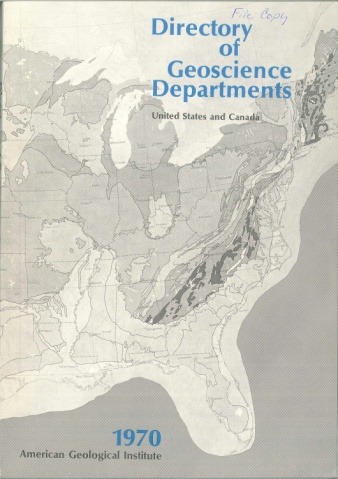 File Copy
Directory
of
Geoscience
Departments
United States and Canada
1970
American Geological Institute